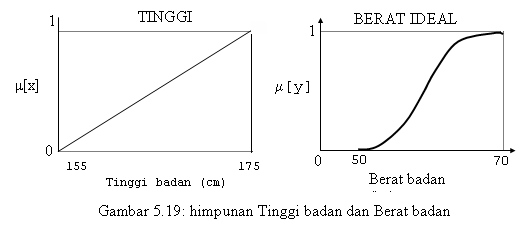 TINGGI
1
μ[x]
0
155
175
Tinggi badan (cm)
BERAT IDEAL
1
μ[y]
0
50
70
Berat badan
Gambar 5.19: himpunan Tinggi badan dan Berat badan